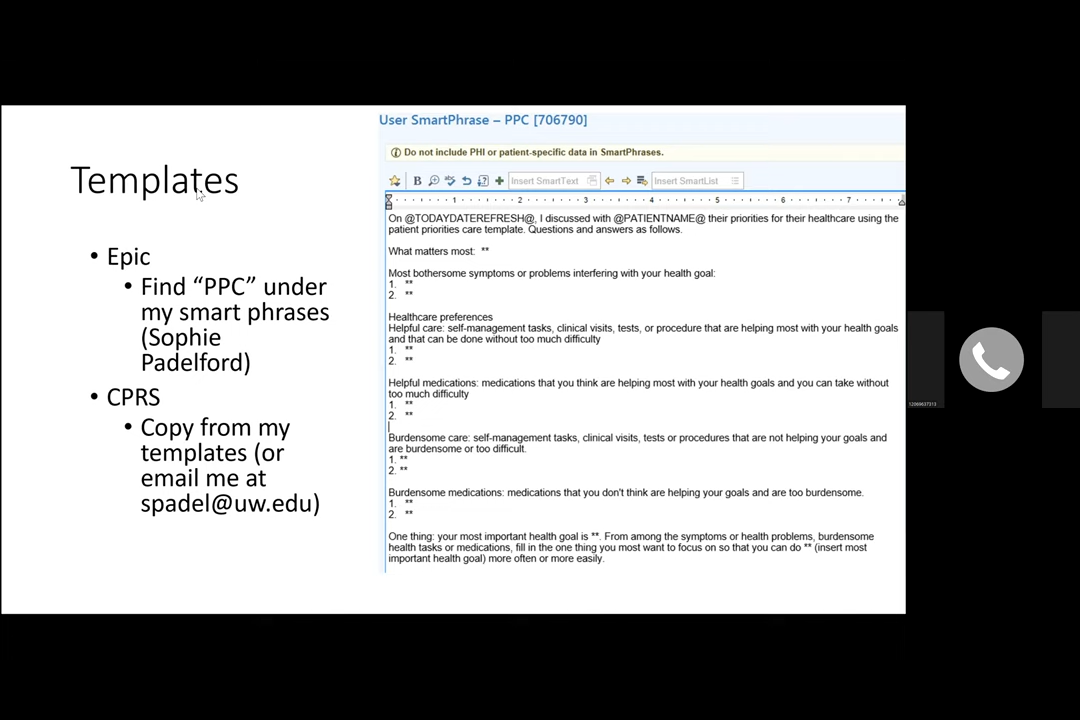 Templates
• Epic
• Find “PPC” under
my smart phrases
(Sophie
Padelford)
• CPRS
• Copy from my
templates (or
email me at
spadel@uw.edu)
User SmartPhrase – PPC [706790]
Do not include PHI or patient-specific data in SmartPhrases.
B abc Insert SmartText Insert SmartList
1 2 3 4 5 6 7
On @TODAYDATEREFRESH@, I discussed with @PATIENTNAME@ their priorities for their healthcare using the
patient priorities care template. Questions and answers as follows.
What matters most: **
Most bothersome symptoms or problems interfering with your health goal:
1. **
2. **
Healthcare preferences
Helpful care: self-management tasks, clinical visits, tests, or procedure that are helping most with your health goals
and that can be done without too much difficulty
1. **
2. **
Helpful medications: medications that you think are helping most with your health goals and you can take without
too much difficulty
1. **
2. **
Burdensome care: self-management tasks, clinical visits, tests or procedures that are not helping your goals and
are burdensome or too difficult.
1. **
2. **
Burdensome medications: medications that you don't think are helping your goals and are too burdensome.
1. **
2. **
One thing: your most important health goal is **. From among the symptoms or health problems, burdensome
health tasks or medications, fill in the one thing you most want to focus on so that you can do ** (insert most
important health goal) more often or more easily.